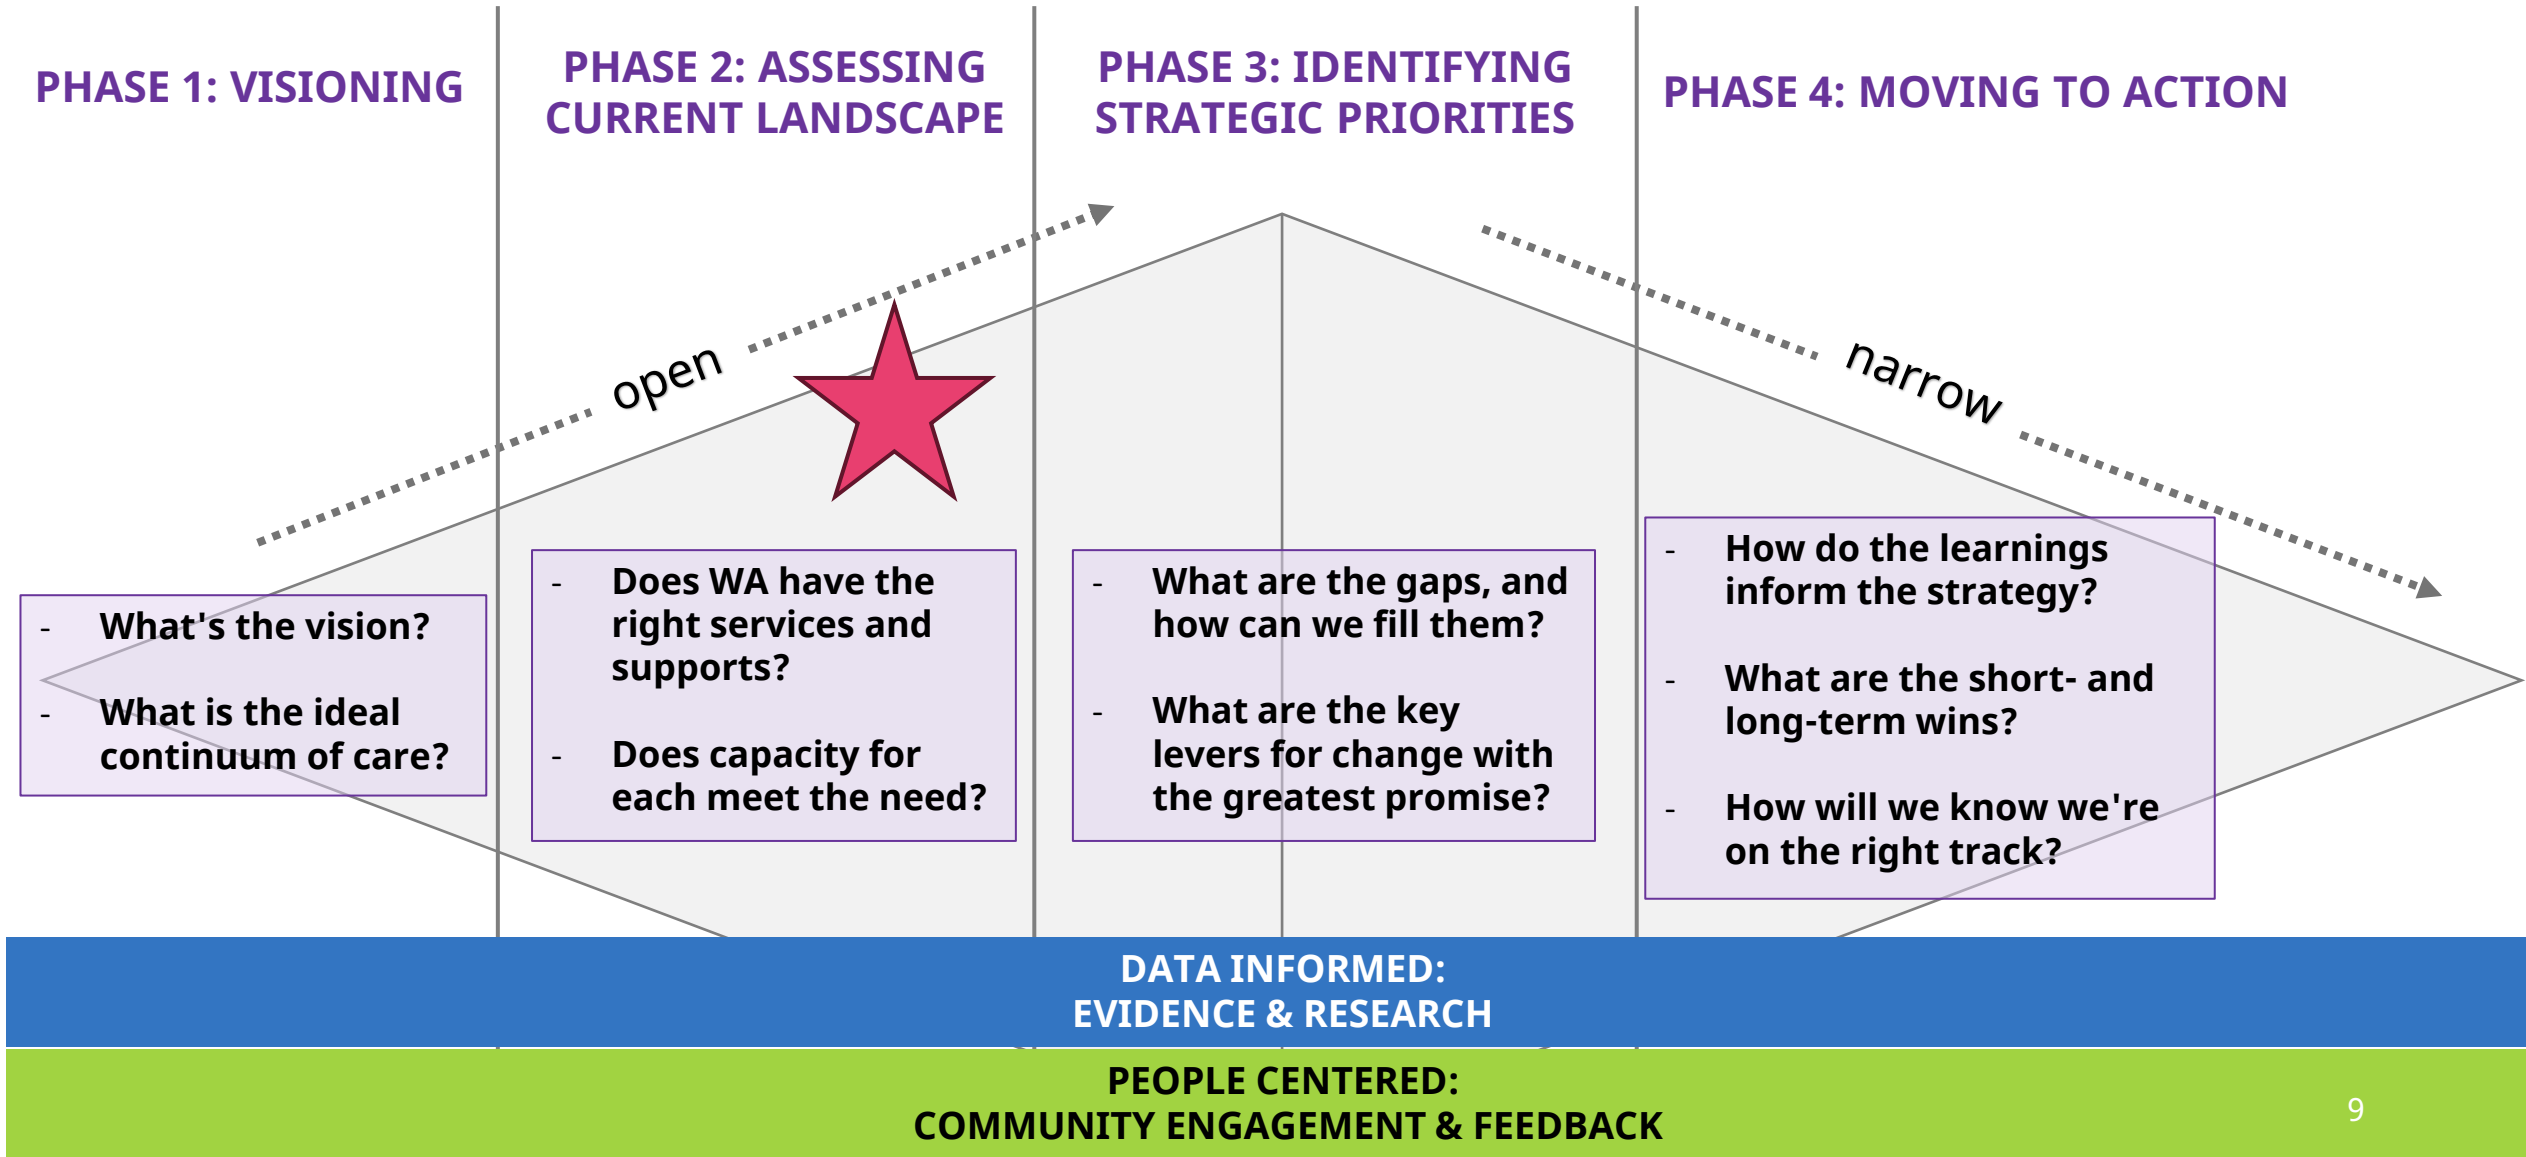 PHASE 1: VISIONING
PHASE 2: ASSESSING
CURRENT LANDSCAPE
PHASE 3: IDENTIFYING
STRATEGIC PRIORITIES
PHASE 4: MOVING TO ACTION
open
narrow
- What's the vision?
- What is the ideal
continuum of care?
- Does WA have the
right services and
supports?
- Does capacity for
each meet the need?
- What are the gaps, and
how can we fill them?
- What are the key
levers for change with
the greatest promise?
- How do the learnings
inform the strategy?
- What are the short- and
long-term wins?
- How will we know we're
on the right track?
DATA INFORMED:
EVIDENCE & RESEARCH
PEOPLE CENTERED:
COMMUNITY ENGAGEMENT & FEEDBACK
9